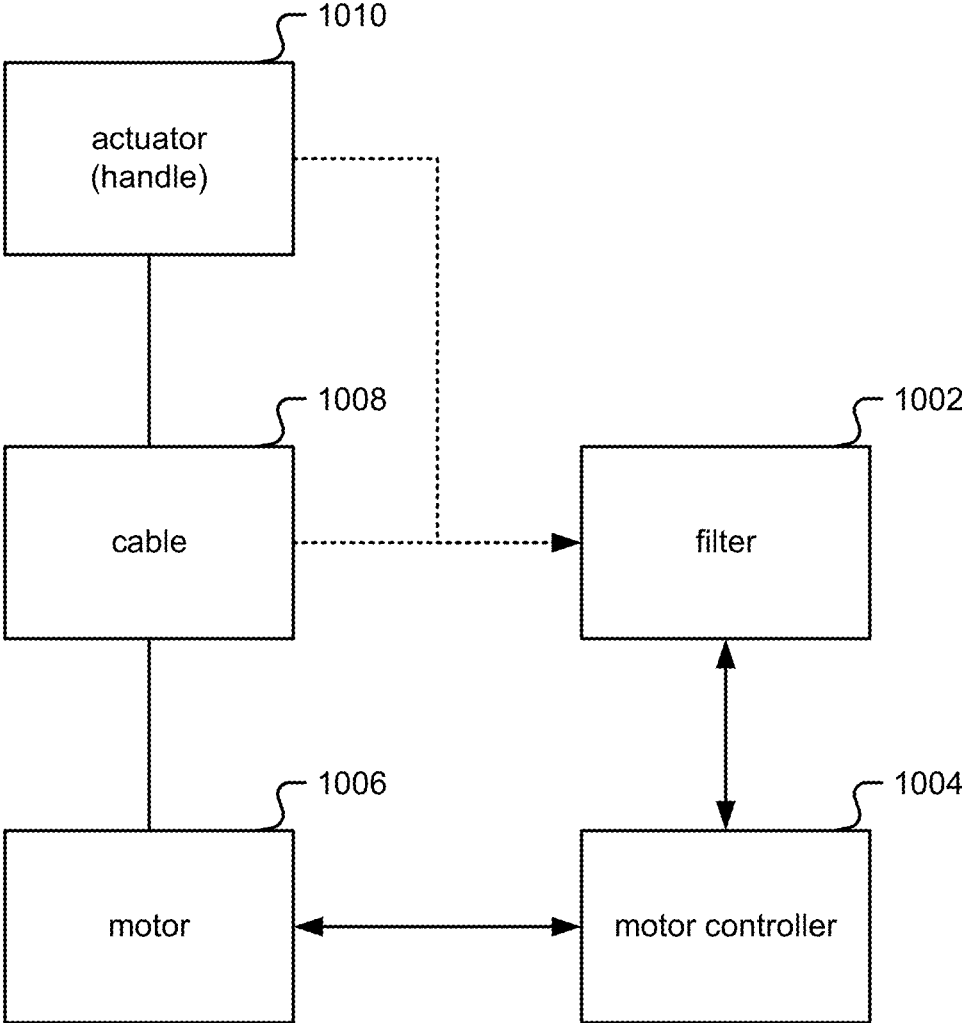 1010
actuator
(handle)
1008
cable
1002
filter
1006
motor
1004
motor controller